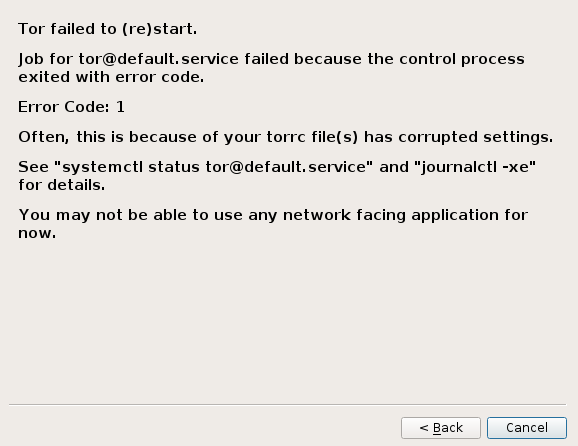 Tor failed to (re)start.
Job for tor@default.service failed because the control process
exited with error code.
Error Code: 1
Often, this is because of your torrc file(s) has corrupted settings.
See "systemctl status tor@default.service" and "journalctl -xe"
for details.
You may not be able to use any network facing application for
now.
< Back
Cancel